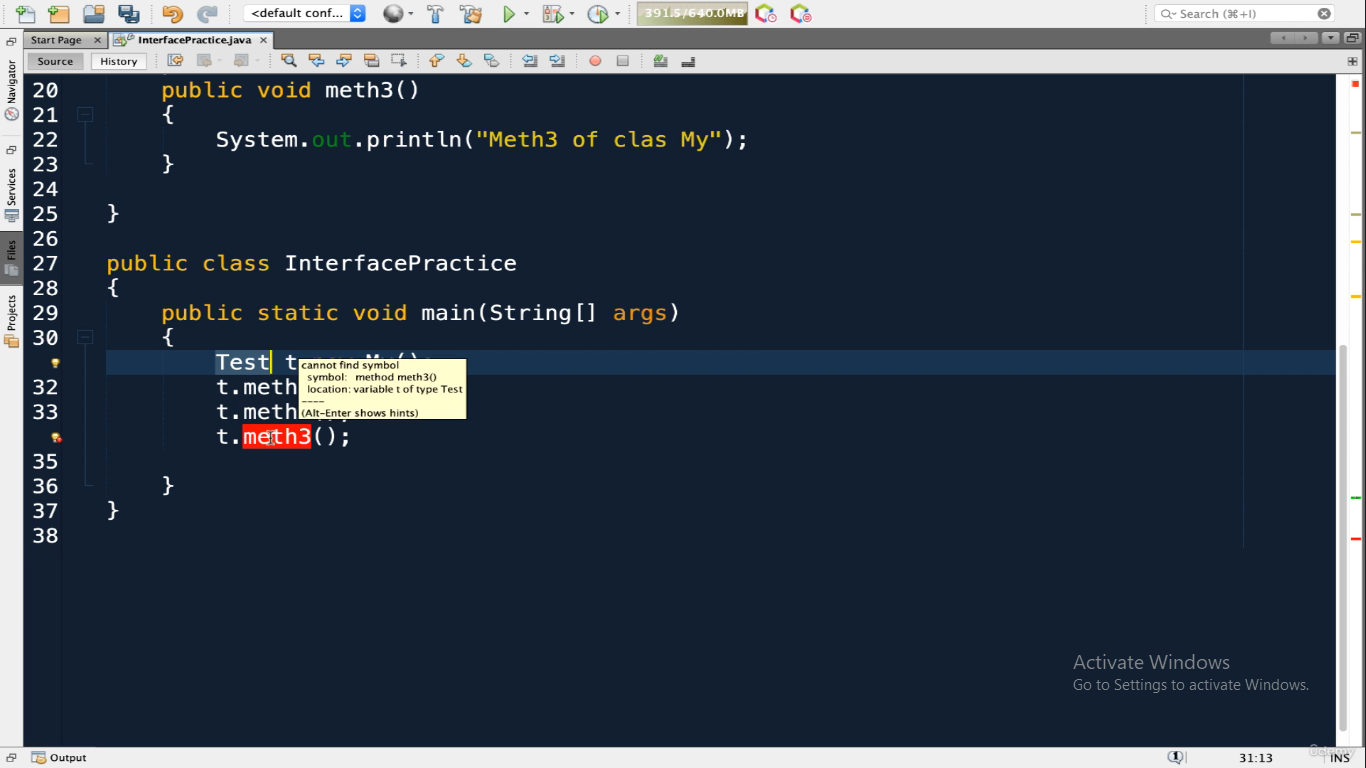 <default conf...
391.5/640.0MB
Search (⌘+I)
Start Page
InterfacePractice.java
Source
History
Navigator
Services
Files
Projects
20 public void meth3()
21 {
22 System.out.println("Meth3 of clas My");
23 }
24
25 }
26
27 public class InterfacePractice
28 {
29 public static void main(String[] args)
30 {
Test t
32 t.meth
33 t.meth
t.meth3();
35
36 }
37 }
38
cannot find symbol
symbol: method meth3()
location: variable t of type Test
----
(Alt-Enter shows hints)
Activate Windows
Go to Settings to activate Windows.
Output
31:13
INS
Udemy